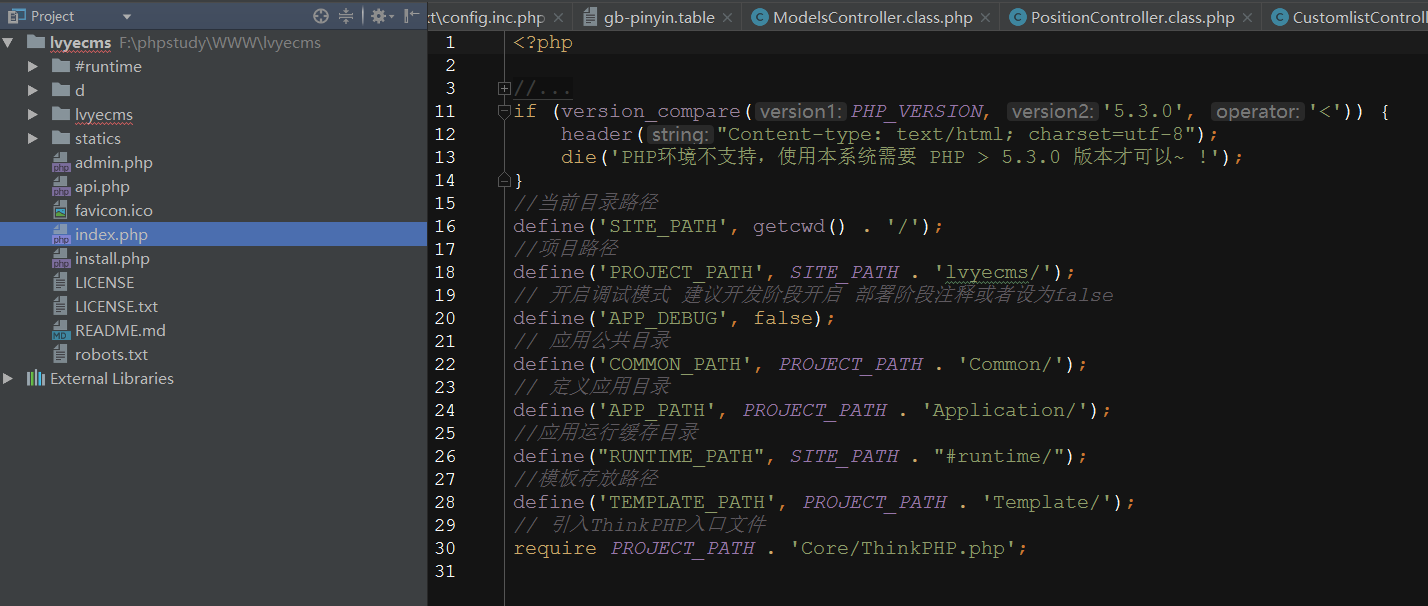 Project
lvyecms F:\phpstudy\WWW\lvyecms
#runtime
d
lvyecms
statics
admin.php
api.php
favicon.ico
index.php
install.php
LICENSE
LICENSE.txt
README.md
robots.txt
External Libraries
ct\config.inc.php
gb-pinyin.table
ModelsController.class.php
PositionController.class.php
CustomlistControll
1 <?php
2
3 //...
11 if (version_compare( version1: PHP_VERSION, version2: '5.3.0', operator: '<')) {
12 header( string: "Content-type: text/html; charset=utf-8");
13 die('PHP环境不支持，使用本系统需要 PHP > 5.3.0 版本才可以~ !');
14 }
15 //当前目录路径
16 define('SITE_PATH', getcwd() . '/');
17 //项目路径
18 define('PROJECT_PATH', SITE_PATH . 'lvyecms/');
19 // 开启调试模式 建议开发阶段开启 部署阶段注释或者设为false
20 define('APP_DEBUG', false);
21 // 应用公共目录
22 define('COMMON_PATH', PROJECT_PATH . 'Common/');
23 // 定义应用目录
24 define('APP_PATH', PROJECT_PATH . 'Application/');
25 //应用运行缓存目录
26 define("RUNTIME_PATH", SITE_PATH . "#runtime/");
27 //模板存放路径
28 define('TEMPLATE_PATH', PROJECT_PATH . 'Template/');
29 // 引入ThinkPHP入口文件
30 require PROJECT_PATH . 'Core/ThinkPHP.php';
31